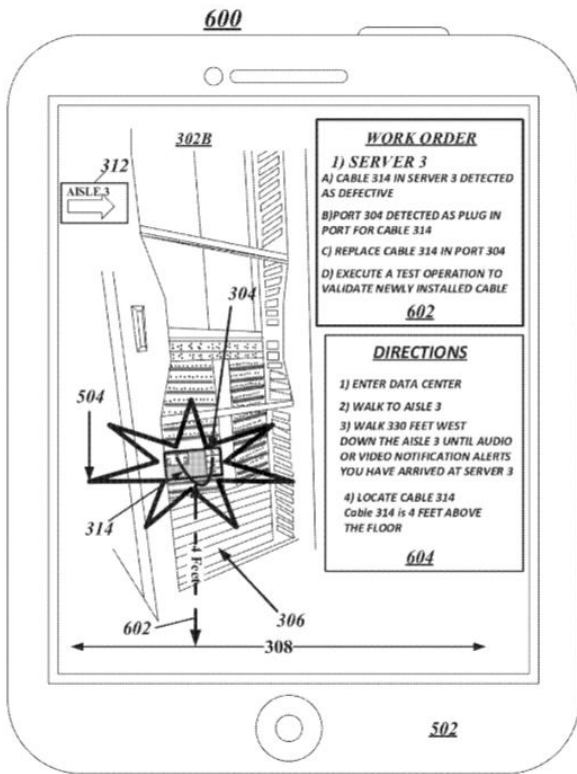 600
302B
312
AISLE 3
304
504
314
4 Feet
602
306
308
WORK ORDER
1) SERVER 3
A) CABLE 314 IN SERVER 3 DETECTED
AS DEFECTIVE
B)PORT 304 DETECTED AS PLUG IN
PORT FOR CABLE 314
C) REPLACE CABLE 314 IN PORT 304
D) EXECUTE A TEST OPERATION TO
VALIDATE NEWLY INSTALLED CABLE
602
DIRECTIONS
1) ENTER DATA CENTER
2) WALK TO AISLE 3
3) WALK 330 FEET WEST
DOWN THE AISLE 3 UNTIL AUDIO
OR VIDEO NOTIFICATION ALERTS
YOU HAVE ARRIVED AT SERVER 3
4) LOCATE CABLE 314
Cable 314 is 4 FEET ABOVE
THE FLOOR
604
502